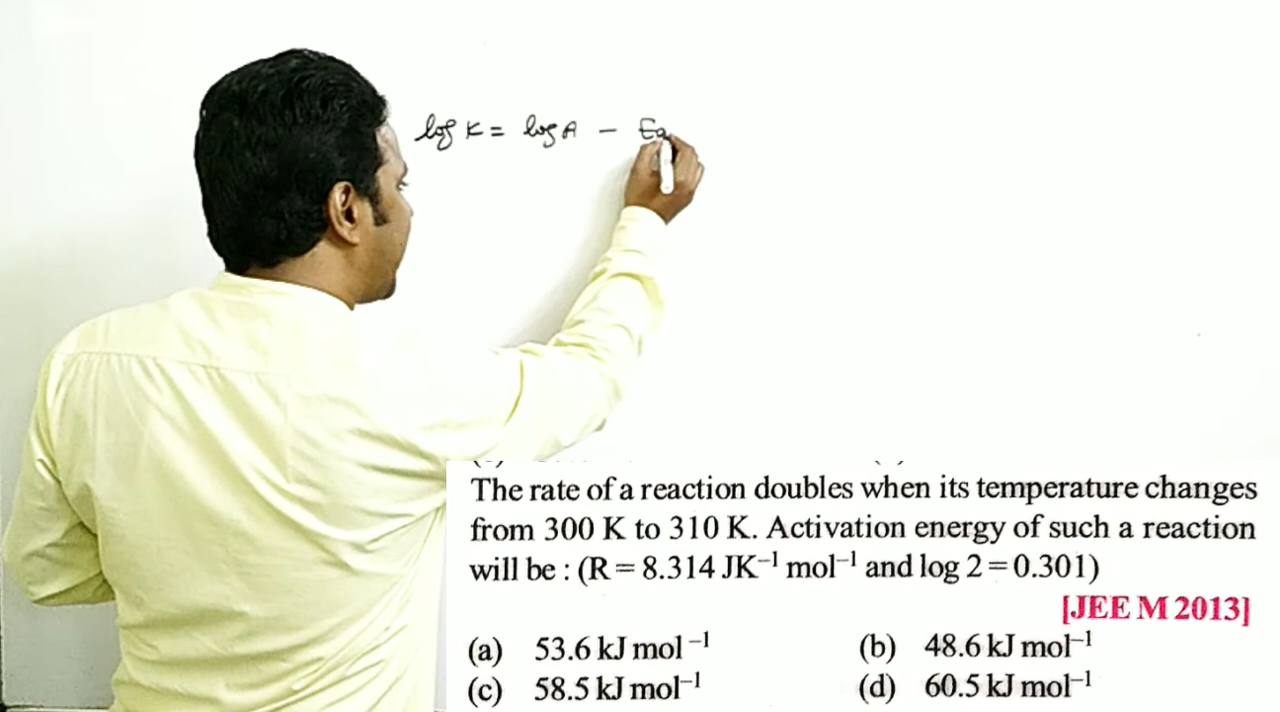 log K = log A - Ea
The rate of a reaction doubles when its temperature changes
from 300 K to 310 K. Activation energy of such a reaction
will be : (R = 8.314 JK⁻¹ mol⁻¹ and log 2 = 0.301)
[JEE M 2013]
(a) 53.6 kJ mol⁻¹ (b) 48.6 kJ mol⁻¹
(c) 58.5 kJ mol⁻¹ (d) 60.5 kJ mol⁻¹